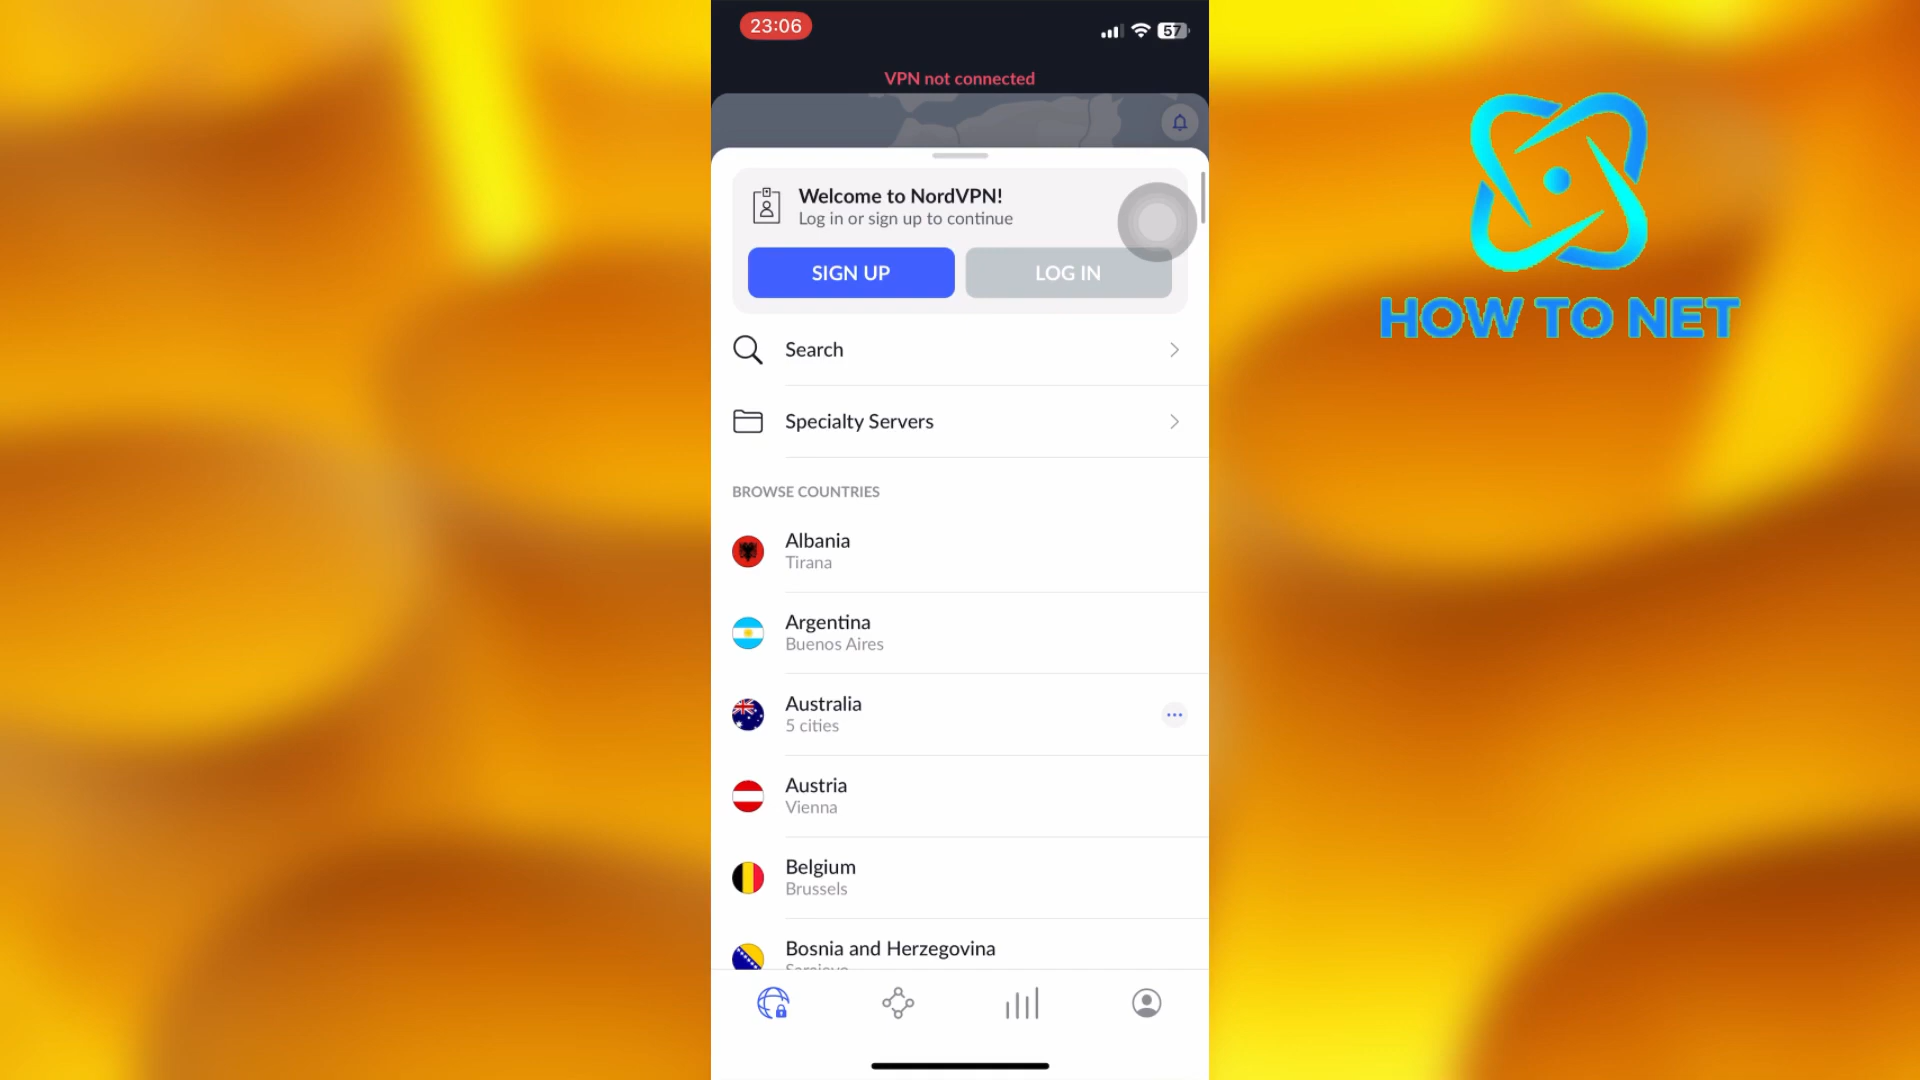 23:06
57
VPN not connected
Welcome to NordVPN!
Log in or sign up to continue
SIGN UP
LOG IN
Search
Specialty Servers
BROWSE COUNTRIES
Albania
Tirana
Argentina
Buenos Aires
Australia
5 cities
Austria
Vienna
Belgium
Brussels
Bosnia and Herzegovina
HOW TO NET